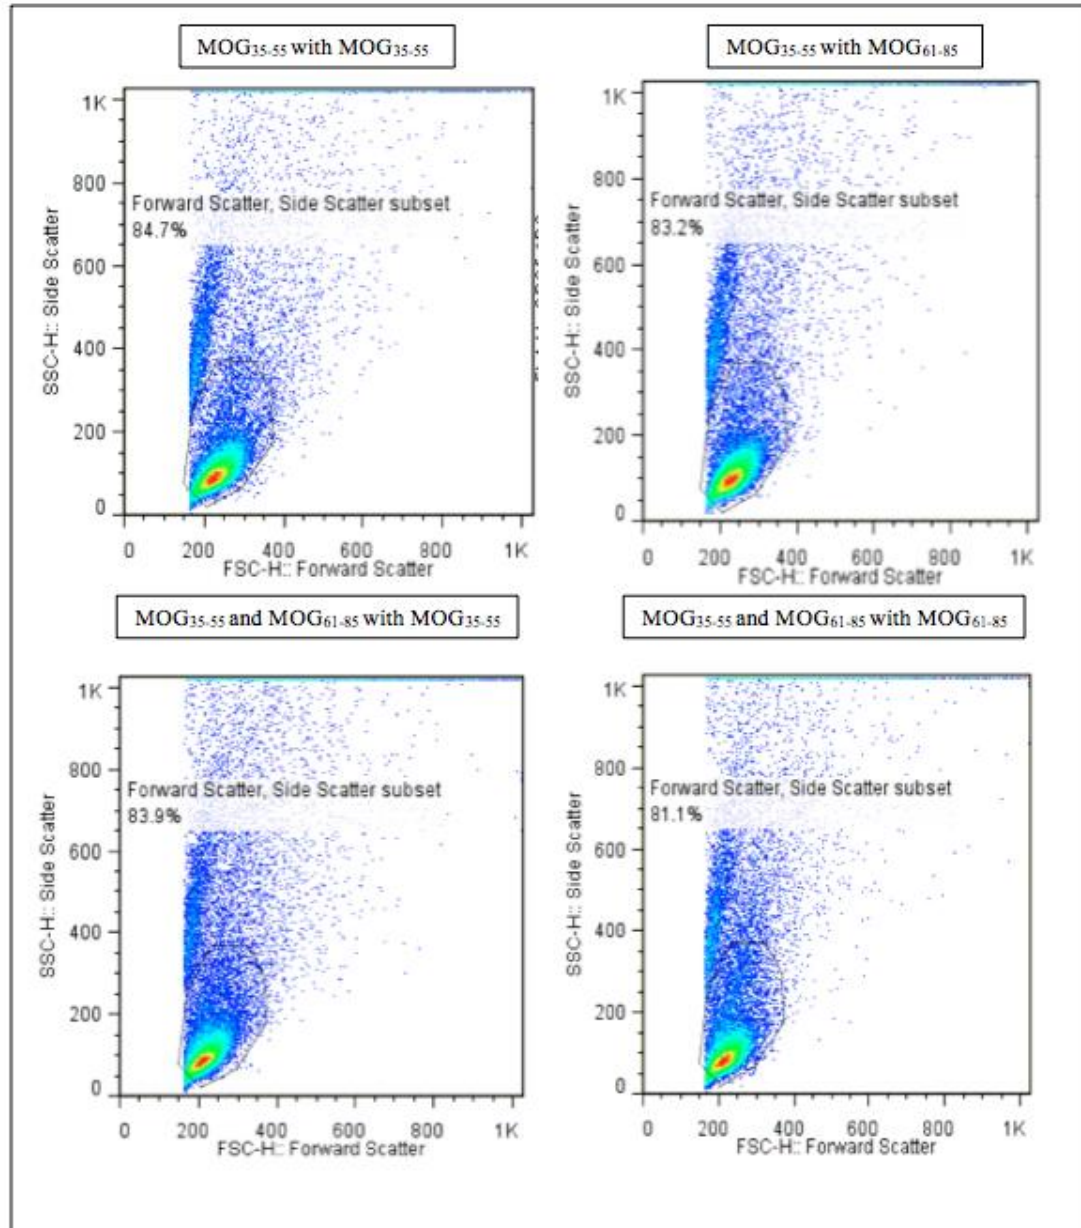 MOG35-55 with MOG35-55
MOG35-55 with MOG61-85
1K
800
600
400
200
0
SSC-H:: Side Scatter
Forward Scatter, Side Scatter subset
84.7%
0 200 400 600 800 1K
FSC-H:: Forward Scatter
1K
800
600
400
200
0
SSC-H:: Side Scatter
Forward Scatter, Side Scatter subset
83.2%
0 200 400 600 800 1K
FSC-H:: Forward Scatter
MOG35-55 and MOG61-85 with MOG35-55
MOG35-55 and MOG61-85 with MOG61-85
1K
800
600
400
200
0
SSC-H:: Side Scatter
Forward Scatter, Side Scatter subset
83.9%
0 200 400 600 800 1K
FSC-H:: Forward Scatter
1K
800
600
400
200
0
SSC-H:: Side Scatter
Forward Scatter, Side Scatter subset
81.1%
0 200 400 600 800 1K
FSC-H:: Forward Scatter